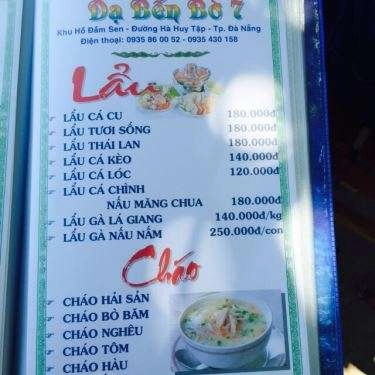 Dạ Bến Bờ 7
Khu Hồ Đầm Sen - Đường Hà Huy Tập - Tp. Đà Nẵng
Điện thoại: 0935 86 00 52 - 0935 430 158
Lẩu
LẨU CÁ CU 180.000đ
LẨU TƯƠI SỐNG 180.000đ
LẨU THÁI LAN 180.000đ
LẨU CÁ KÈO 140.000đ
LẨU CÁ LÓC 120.000đ
LẨU CÁ CHÌNH
NẤU MĂNG CHUA 180.000đ
LẨU GÀ LÁ GIANG 140.000đ/kg
LẨU GÀ NẤU NẤM 250.000đ/con
Cháo
CHÁO HẢI SẢN
CHÁO BÒ BĂM
CHÁO NGHÊU
CHÁO TÔM
CHÁO HÀU